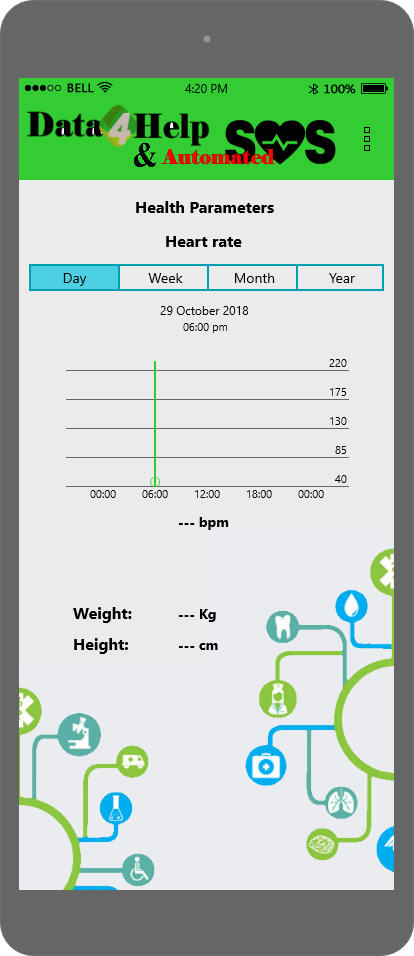 BELL 4:20 PM 100%
Data4Help
& Automated SOS
Health Parameters
Heart rate
Day Week Month Year
29 October 2018
06:00 pm
220
175
130
85
40
00:00 06:00 12:00 18:00 00:00
--- bpm
Weight: --- Kg
Height: --- cm